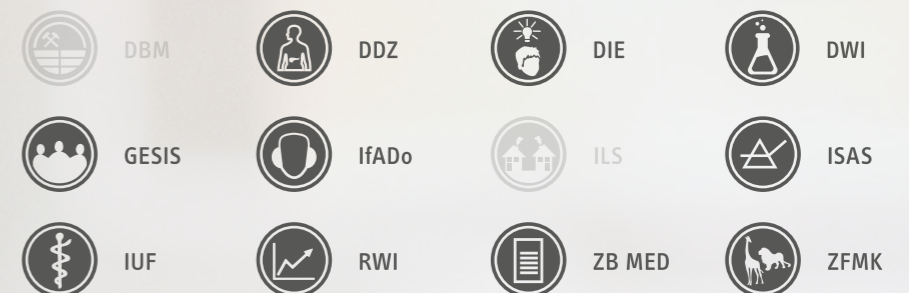 DBM DDZ DIE DWI
GESIS IfADo ILS ISAS
IUF RWI ZB MED ZFMK